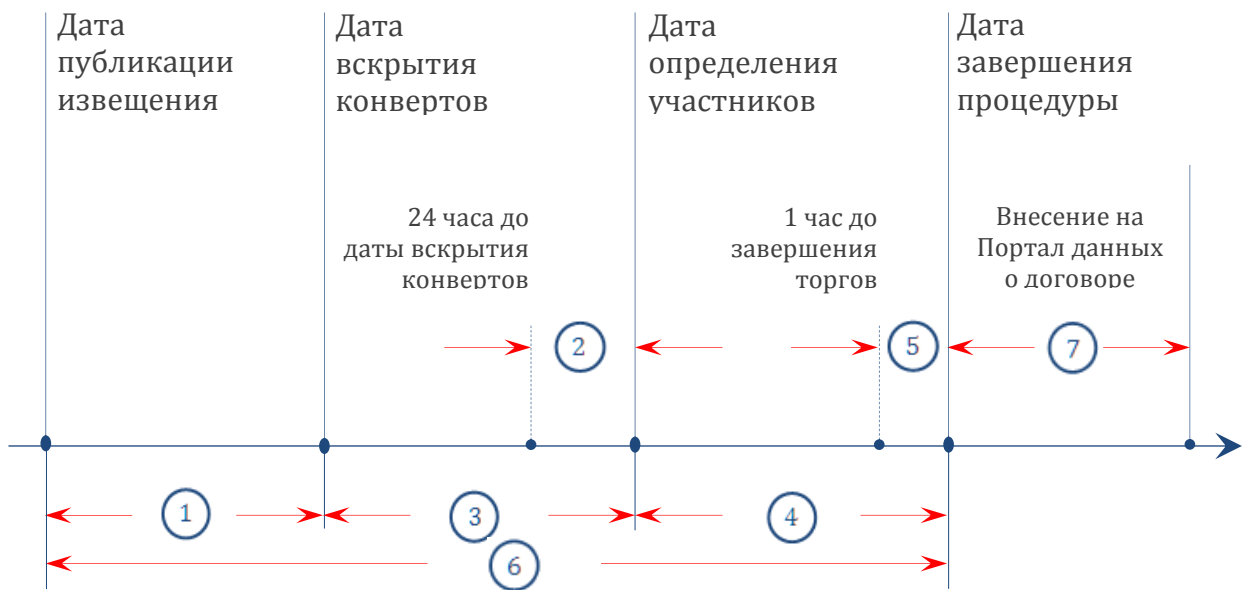 Дата
публикации
извещения
Дата
вскрытия
конвертов
Дата
определения
участников
Дата
завершения
процедуры
24 часа до
даты вскрытия
конвертов
1 час до
завершения
торгов
Внесение на
Портал данных
о договоре
2
5
7
1
3
4
6